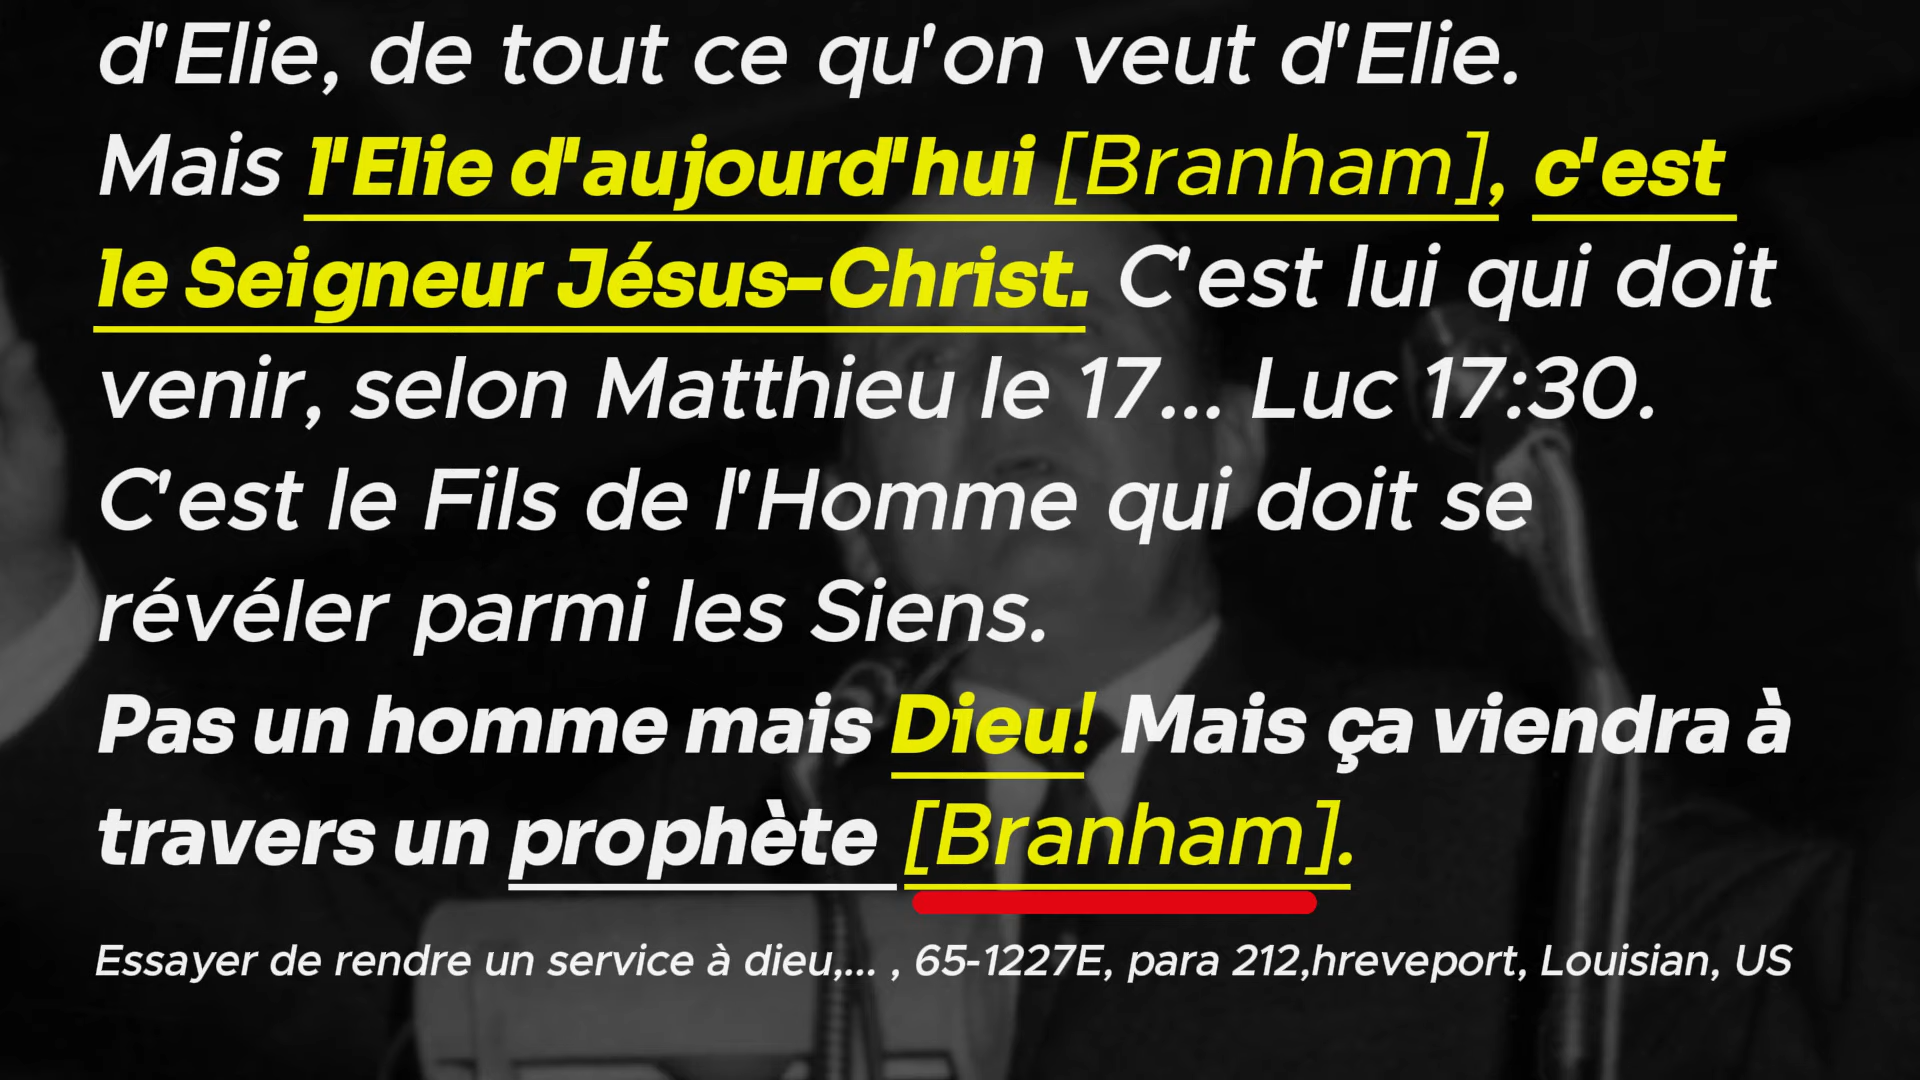 d'Elie, de tout ce qu'on veut d'Elie.
Mais l'Elie d'aujourd'hui [Branham], c'est
le Seigneur Jésus-Christ. C'est lui qui doit
venir, selon Matthieu le 17... Luc 17:30.
C'est le Fils de l'Homme qui doit se
révéler parmi les Siens.
Pas un homme mais Dieu! Mais ça viendra à
travers un prophète [Branham].
Essayer de rendre un service à dieu,... , 65-1227E, para 212,hreveport, Louisian, US